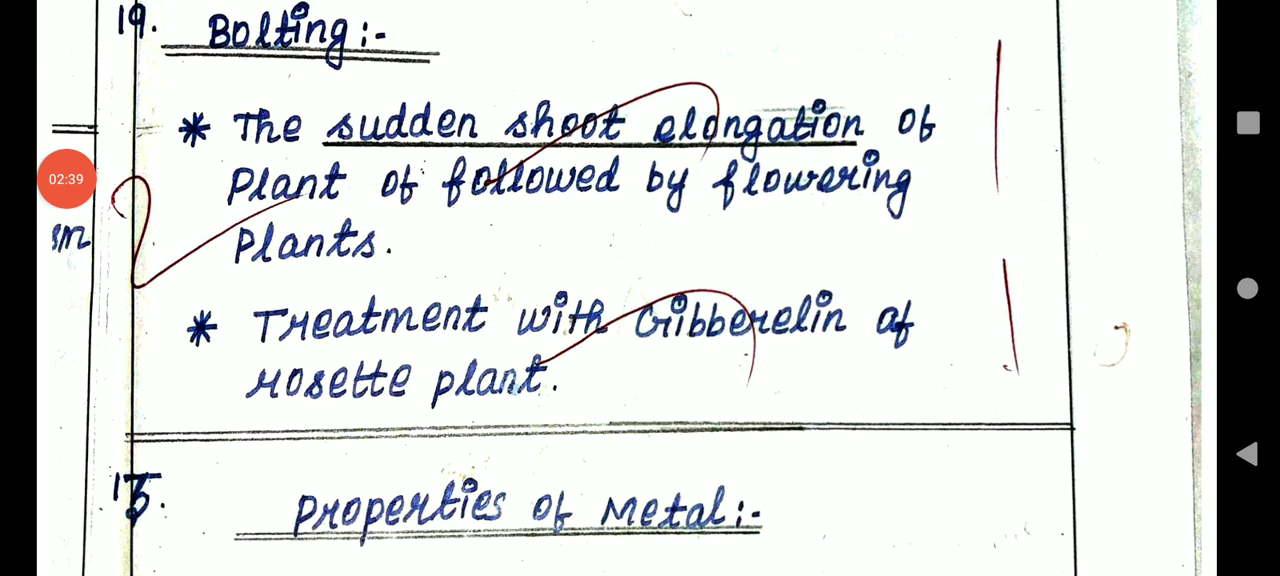 19. Bolting :-
* The sudden shoot elongation of
Plant of followed by flowering
Plants.
02:39
sm
* Treatment with Gibberelin of
rosette plant.
15. Properties of Metal :-